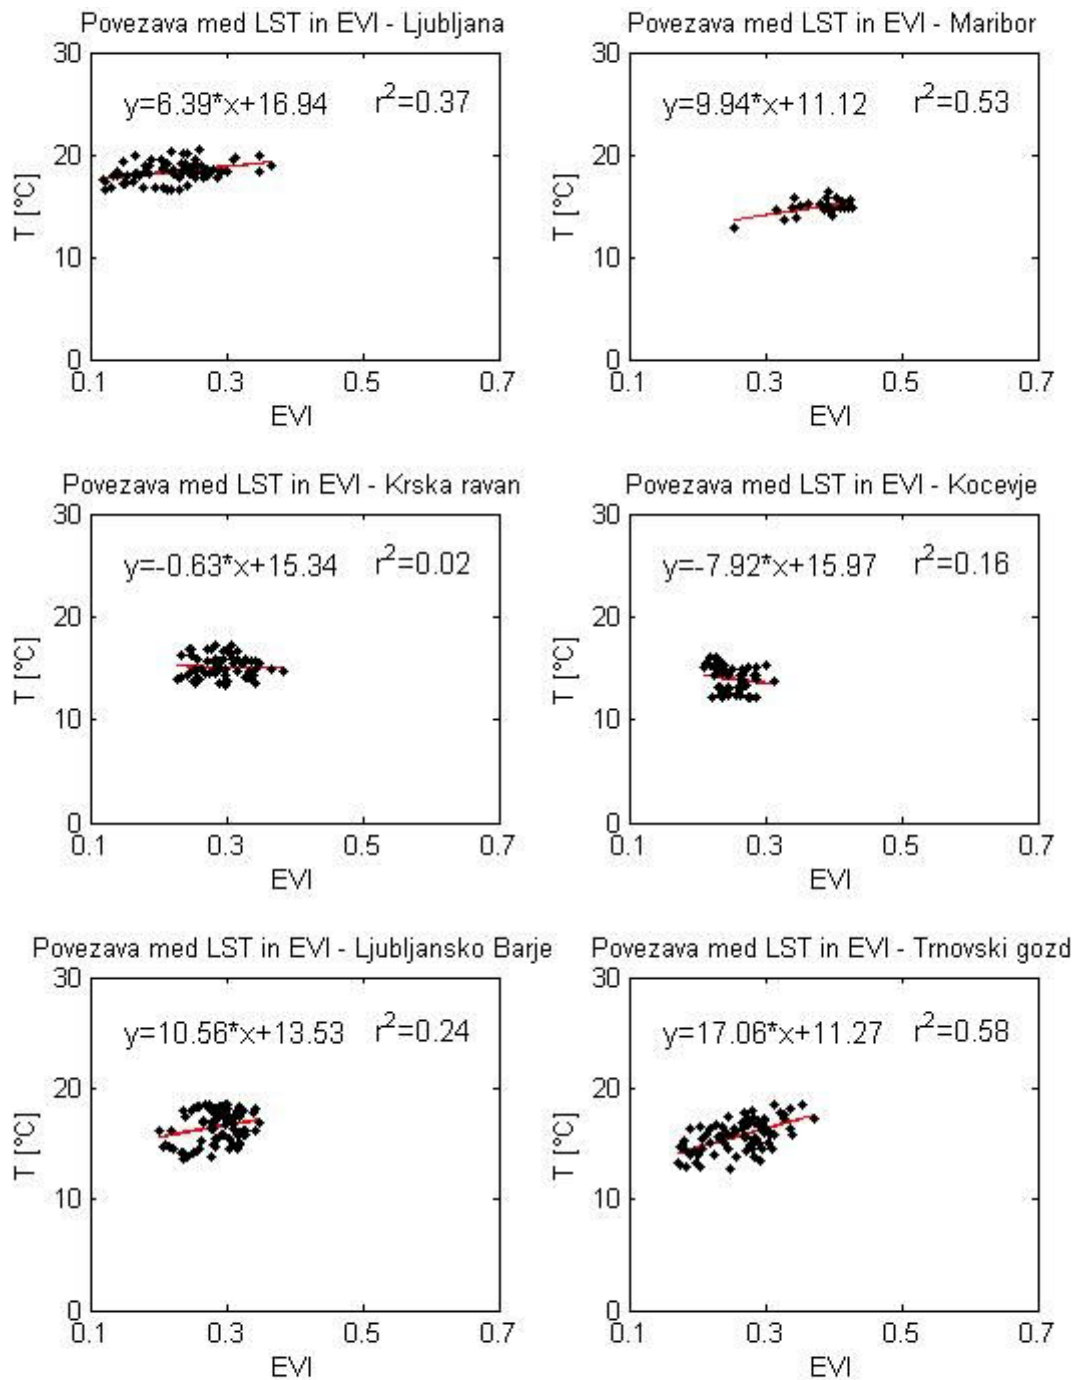 Povezava med LST in EVI - Ljubljana
30
y=6.39*x+16.94 r²=0.37
20
T [°C]
10
0
0.1 0.3 0.5 0.7
EVI
Povezava med LST in EVI - Maribor
30
y=9.94*x+11.12 r²=0.53
20
T [°C]
10
0
0.1 0.3 0.5 0.7
EVI
Povezava med LST in EVI - Krska ravan
30
y=-0.63*x+15.34 r²=0.02
20
T [°C]
10
0
0.1 0.3 0.5 0.7
EVI
Povezava med LST in EVI - Kocevje
30
y=-7.92*x+15.97 r²=0.16
20
T [°C]
10
0
0.1 0.3 0.5 0.7
EVI
Povezava med LST in EVI - Ljubljansko Barje
30
y=10.56*x+13.53 r²=0.24
20
T [°C]
10
0
0.1 0.3 0.5 0.7
EVI
Povezava med LST in EVI - Trnovski gozd
30
y=17.06*x+11.27 r²=0.58
20
T [°C]
10
0
0.1 0.3 0.5 0.7
EVI